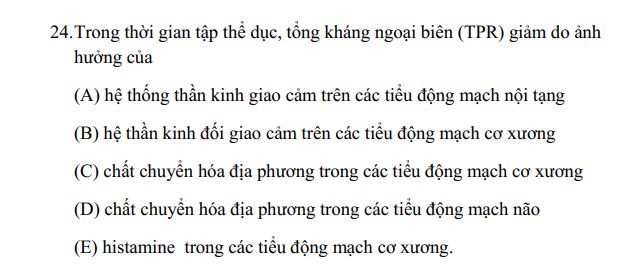 24.Trong thời gian tập thể dục, tổng kháng ngoại biên (TPR) giảm do ảnh
hưởng của
(A) hệ thống thần kinh giao cảm trên các tiểu động mạch nội tạng
(B) hệ thần kinh đối giao cảm trên các tiểu động mạch cơ xương
(C) chất chuyển hóa địa phương trong các tiểu động mạch cơ xương
(D) chất chuyển hóa địa phương trong các tiểu động mạch não
(E) histamine trong các tiểu động mạch cơ xương.